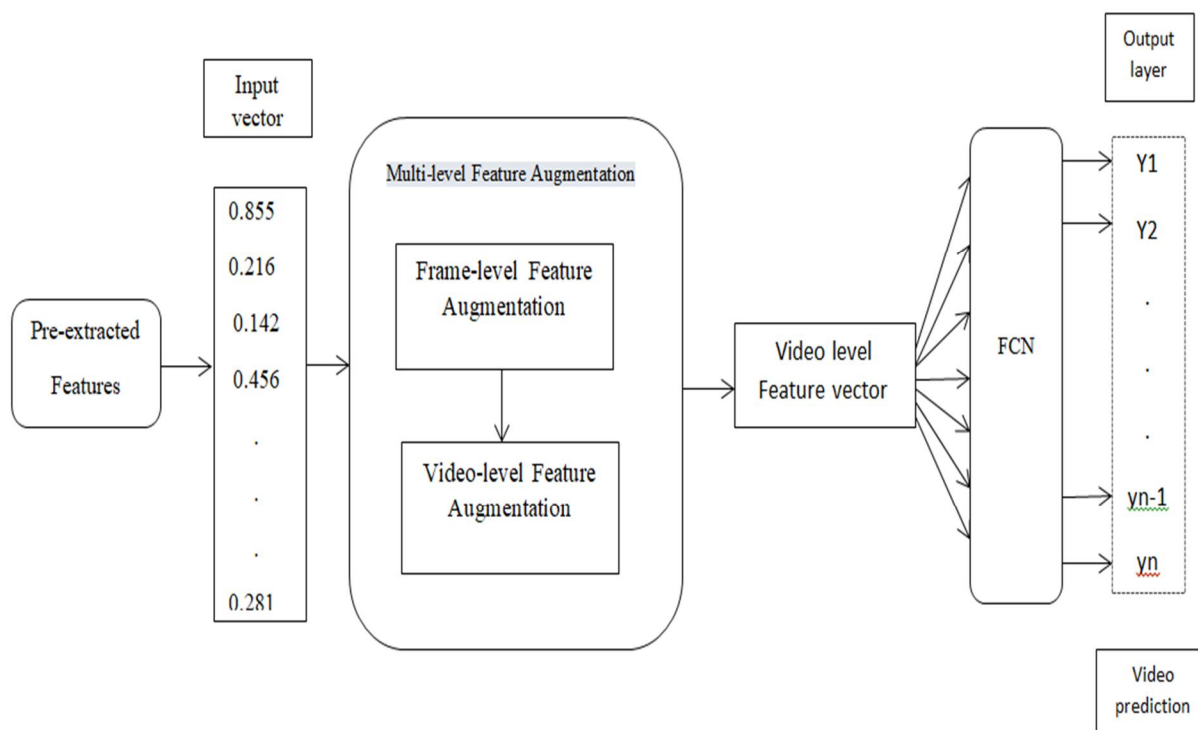 Pre-extracted
Features
Input
vector
0.855
0.216
0.142
0.456
.
.
.
0.281
Multi-level Feature Augmentation
Frame-level Feature
Augmentation
Video-level Feature
Augmentation
Video level
Feature vector
FCN
Output
layer
Y1
Y2
.
.
.
yn-1
yn
Video
prediction